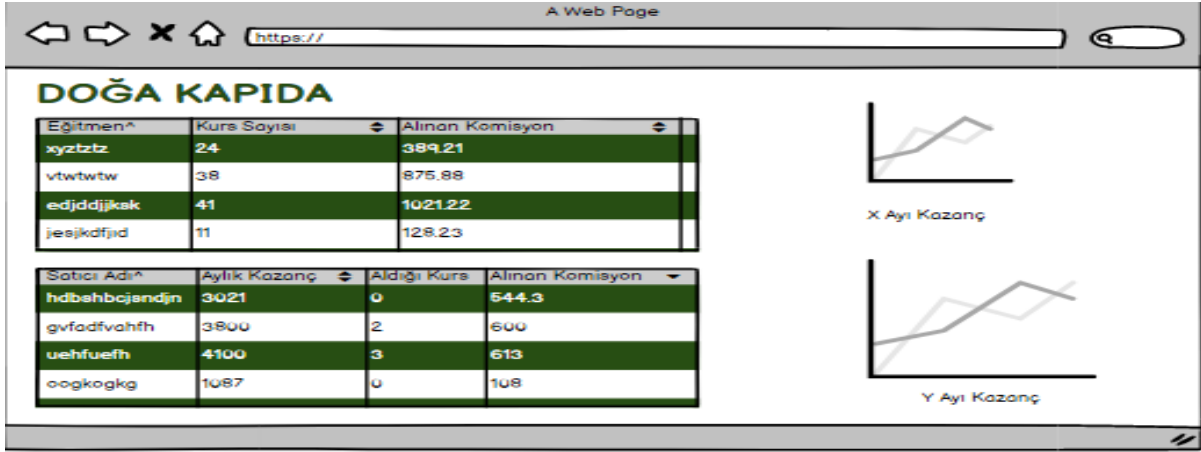 A Web Page
https://
DOĞA KAPIDA
Eğitmen^ Kurs Sayısı Alınan Komisyon
xyztztz 24 389.21
vtwtwtw 38 875.88
edjddjjksk 41 1021.22
jesjkdfjıd 11 128.23
Satıcı Adı^ Aylık Kazanç Aldığı Kurs Alınan Komisyon
hdbshbcjsndjn 3021 0 544.3
gvfadfvahfh 3800 2 600
uehfuefh 4100 3 613
oogkogkg 1087 0 108
X Ayı Kazanç
Y Ayı Kazanç